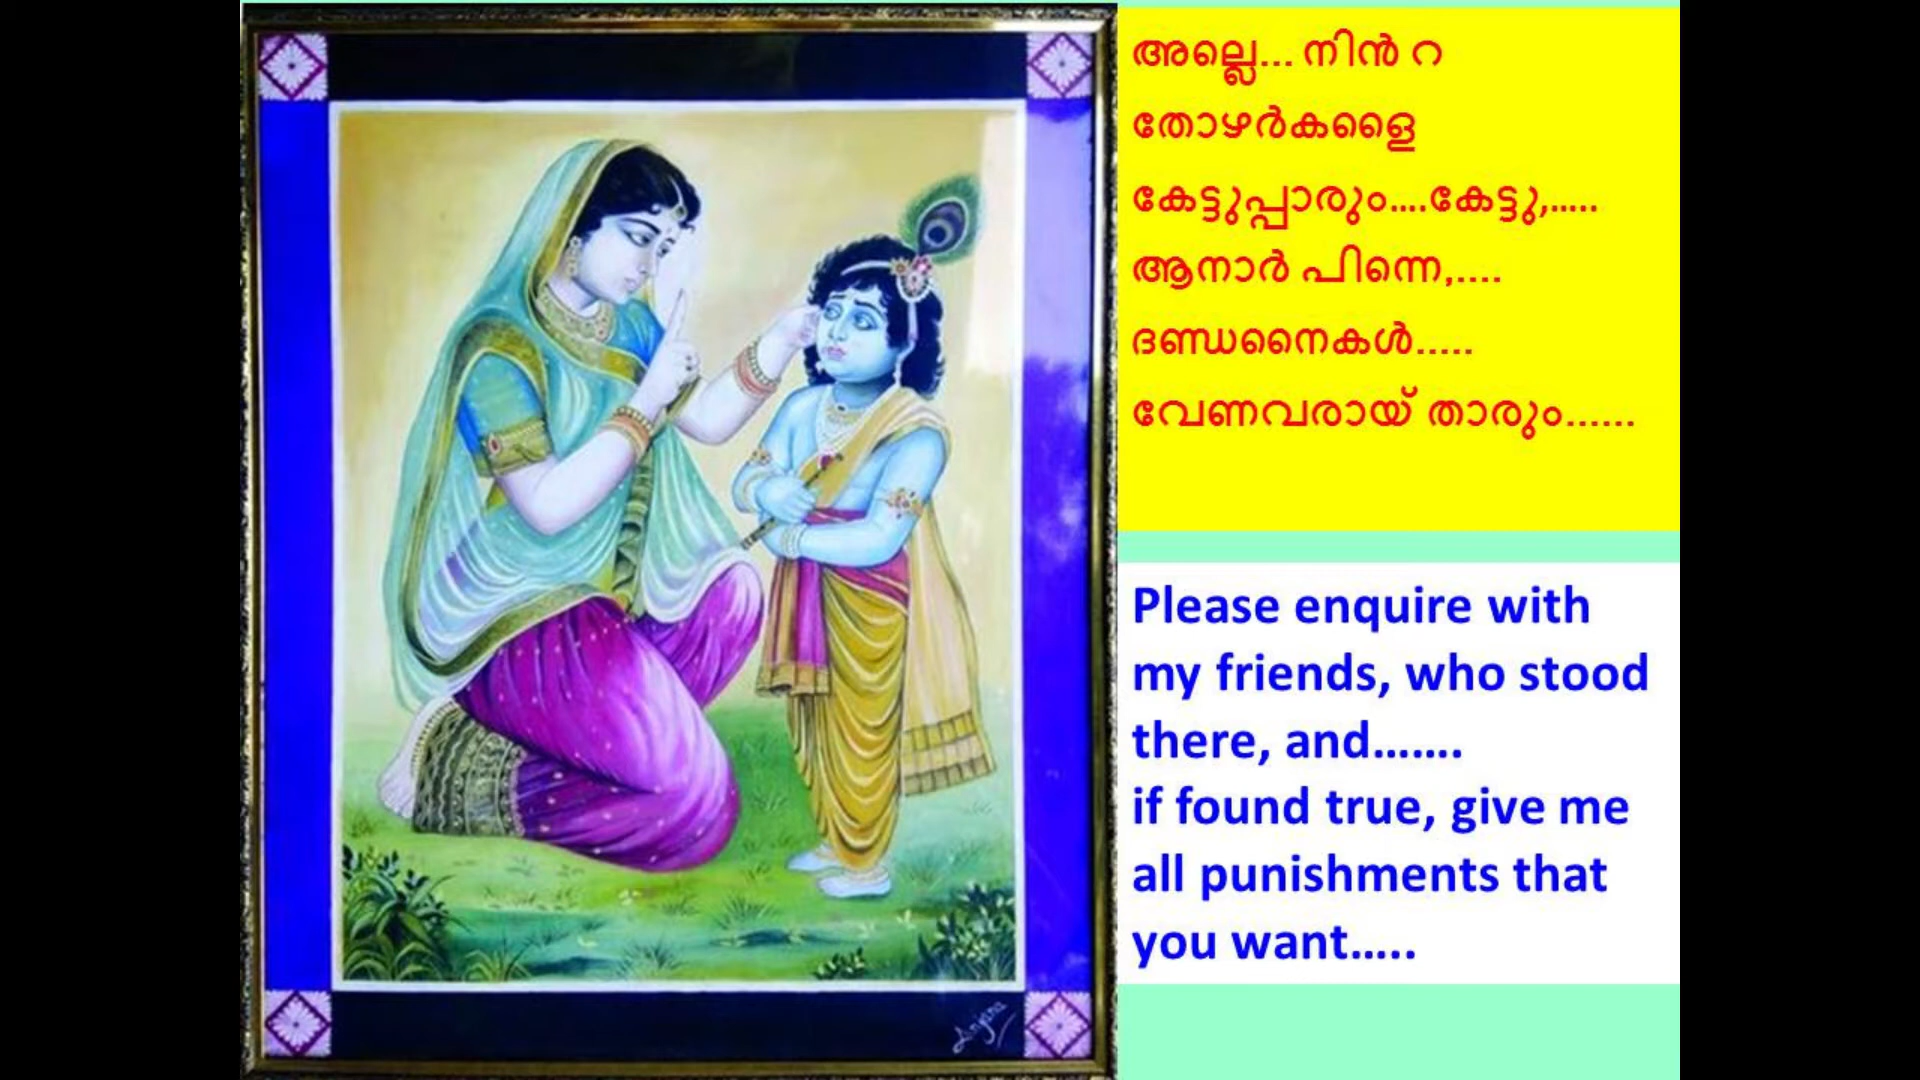 അല്ലെ... നിൻ റ
തോഴർകളൈ
കേട്ടുപ്പാരും....കേട്ടു,.....
ആനാർ പിന്നെ,....
ദണ്ഡനൈകൾ.....
വേണവരായ് താരും......
Please enquire with
my friends, who stood
there, and.......
if found true, give me
all punishments that
you want.....
Anjana